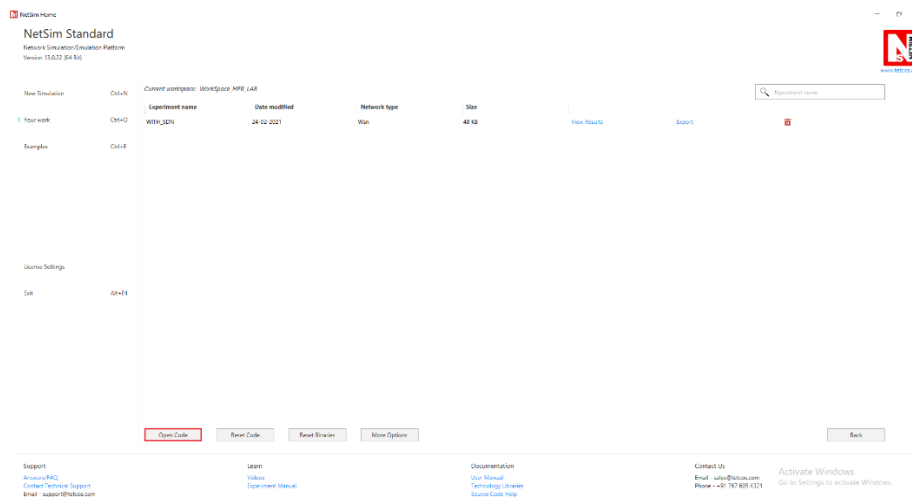 NetSim Home
NetSim Standard
Network Simulation/Emulation Platform
Version 13.0.22 (64 Bit)
www.tetcos.
New Simulation Ctrl+N
Your work Ctrl+O
Examples Ctrl+E
License Settings
Exit Alt+F4
Current workspace: WorkSpace_MEB_LAB
Experiment name
Experiment name Date modified Network type Size
WITH_SDN 24-02-2021 Wsn 48 KB View Results Export
Open Code Reset Code Reset Binaries More Options Back
Support Learn Documentation Contact Us
Answers/FAQ Videos User Manual Email - sales@tetcos.com
Contact Technical Support Experiment Manual Technology Libraries Phone - +91 767 605 4321
Email - support@tetcos.com Source Code Help
Activate Windows
Go to Settings to activate Windows.